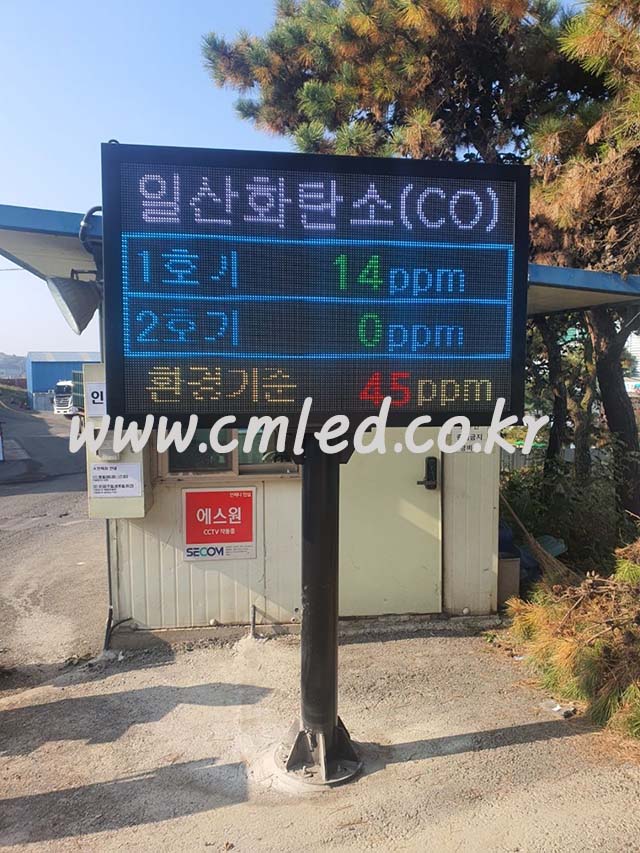 일산화탄소(CO)
1호기 14ppm
2호기 0ppm
환경기준 45ppm
www.cmled.co.kr
에스원
CCTV 작동중
SECOM